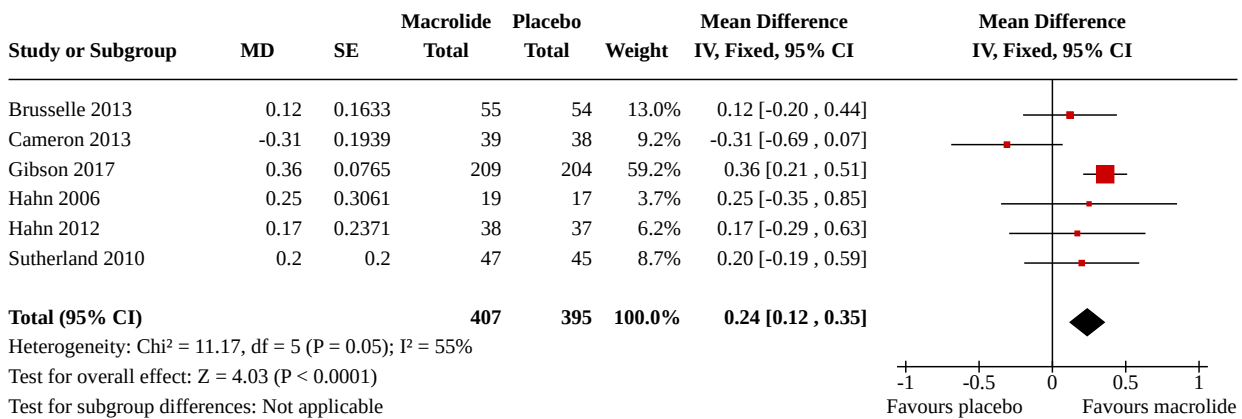 Macrolide Placebo Mean Difference Mean Difference
Study or Subgroup MD SE Total Total Weight IV, Fixed, 95% CI IV, Fixed, 95% CI
Brusselle 2013 0.12 0.1633 55 54 13.0% 0.12 [-0.20 , 0.44]
Cameron 2013 -0.31 0.1939 39 38 9.2% -0.31 [-0.69 , 0.07]
Gibson 2017 0.36 0.0765 209 204 59.2% 0.36 [0.21 , 0.51]
Hahn 2006 0.25 0.3061 19 17 3.7% 0.25 [-0.35 , 0.85]
Hahn 2012 0.17 0.2371 38 37 6.2% 0.17 [-0.29 , 0.63]
Sutherland 2010 0.2 0.2 47 45 8.7% 0.20 [-0.19 , 0.59]
Total (95% CI) 407 395 100.0% 0.24 [0.12 , 0.35]
Heterogeneity: Chi² = 11.17, df = 5 (P = 0.05); I² = 55%
Test for overall effect: Z = 4.03 (P < 0.0001) -1 -0.5 0 0.5 1
Test for subgroup differences: Not applicable Favours placebo Favours macrolide